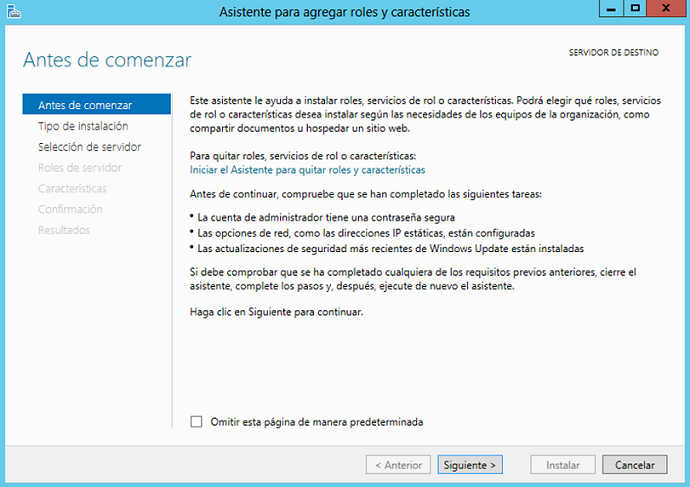 Asistente para agregar roles y características
Antes de comenzar
SERVIDOR DE DESTINO
Antes de comenzar
Tipo de instalación
Selección de servidor
Roles de servidor
Características
Confirmación
Resultados
Este asistente le ayuda a instalar roles, servicios de rol o características. Podrá elegir qué roles, servicios
de rol o características desea instalar según las necesidades de los equipos de la organización, como
compartir documentos u hospedar un sitio web.
Para quitar roles, servicios de rol o características:
Iniciar el Asistente para quitar roles y características
Antes de continuar, compruebe que se han completado las siguientes tareas:
• La cuenta de administrador tiene una contraseña segura
• Las opciones de red, como las direcciones IP estáticas, están configuradas
• Las actualizaciones de seguridad más recientes de Windows Update están instaladas
Si debe comprobar que se ha completado cualquiera de los requisitos previos anteriores, cierre el
asistente, complete los pasos y, después, ejecute de nuevo el asistente.
Haga clic en Siguiente para continuar.
Omitir esta página de manera predeterminada
< Anterior
Siguiente >
Instalar
Cancelar